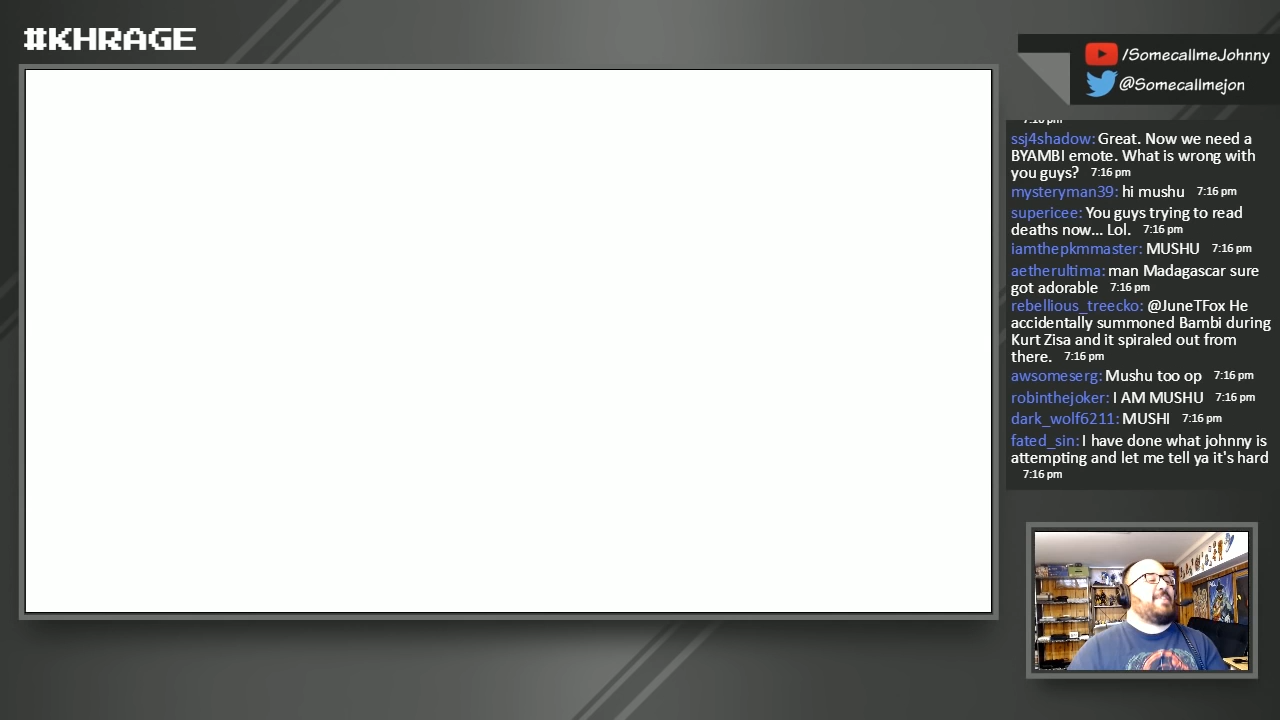 #KHRAGE
/SomecallmeJohnny
@Somecallmejon
7:16 pm
ssj4shadow: Great. Now we need a
BYAMBI emote. What is wrong with
you guys? 7:16 pm
mysteryman39: hi mushu 7:16 pm
supericee: You guys trying to read
deaths now... Lol. 7:16 pm
iamthepkmmaster: MUSHU 7:16 pm
aetherultima: man Madagascar sure
got adorable 7:16 pm
rebellious_treecko: @JuneTFox He
accidentally summoned Bambi during
Kurt Zisa and it spiraled out from
there. 7:16 pm
awsomeserg: Mushu too op 7:16 pm
robinthejoker: I AM MUSHU 7:16 pm
dark_wolf6211: MUSHI 7:16 pm
fated_sin: I have done what johnny is
attempting and let me tell ya it's hard
7:16 pm